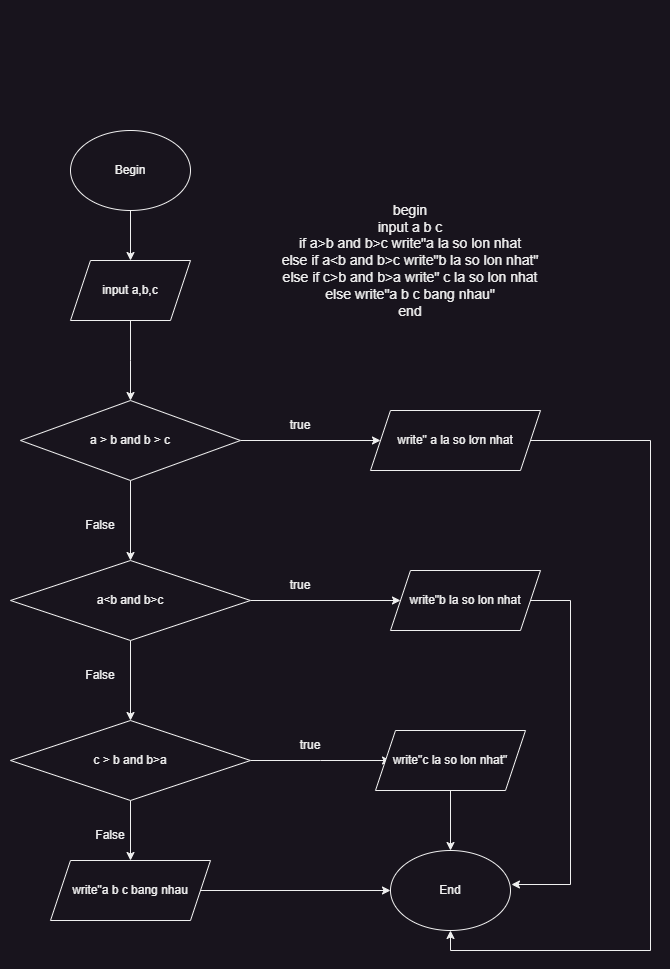 Begin
begin
input a b c
if a>b and b>c write"a la so lon nhat
else if a<b and b>c write"b la so lon nhat"
else if c>b and b>a write" c la so lon nhat
else write"a b c bang nhau"
end
input a,b,c
a > b and b > c
true
write" a la so lơn nhat
False
a<b and b>c
true
write"b la so lon nhat
False
c > b and b>a
true
write"c la so lon nhat"
False
write"a b c bang nhau
End